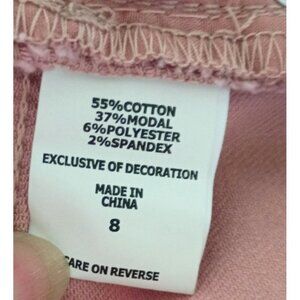 55%COTTON
37%MODAL
6%POLYESTER
2%SPANDEX
EXCLUSIVE OF DECORATION
MADE IN
CHINA
8
CARE ON REVERSE